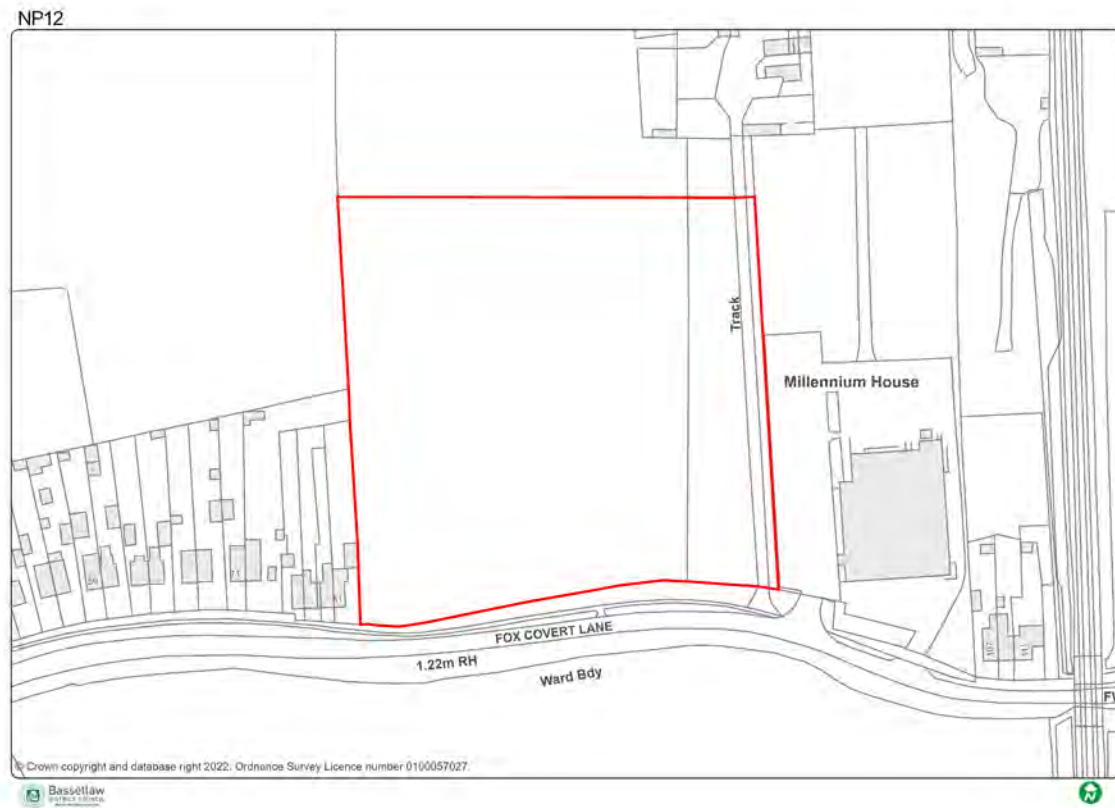 NP12
Track
Millennium House
FOX COVERT LANE
1.22m RH
Ward Bdy
© Crown copyright and database right 2022. Ordnance Survey Licence number 0100057027.
Bassetlaw
DISTRICT COUNCIL
N